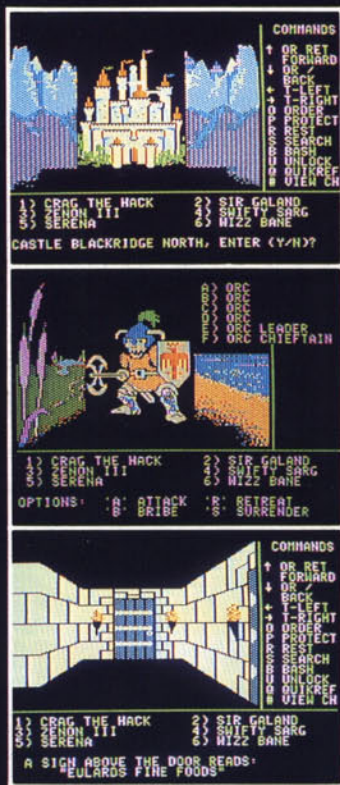 COMMANDS
↑ OR RET
FORWARD
↓ OR /
BACK
← T-LEFT
→ T-RIGHT
O ORDER
P PROTECT
R REST
S SEARCH
B BASH
U UNLOCK
Q QUIKREF
# VIEW CH
1) CRAG THE HACK 2) SIR GALAND
3) ZENON III 4) SWIFTY SARG
5) SERENA 6) WIZZ BANE
CASTLE BLACKRIDGE NORTH, ENTER (Y/N)?
A) ORC
B) ORC
C) ORC
D) ORC
E) ORC LEADER
F) ORC CHIEFTAIN
1) CRAG THE HACK 2) SIR GALAND
3) ZENON III 4) SWIFTY SARG
5) SERENA 6) WIZZ BANE
OPTIONS: 'A' ATTACK 'R' RETREAT
'B' BRIBE 'S' SURRENDER
COMMANDS
↑ OR RET
FORWARD
↓ OR /
BACK
← T-LEFT
→ T-RIGHT
O ORDER
P PROTECT
R REST
S SEARCH
B BASH
U UNLOCK
Q QUIKREF
# VIEW CH
1) CRAG THE HACK 2) SIR GALAND
3) ZENON III 4) SWIFTY SARG
5) SERENA 6) WIZZ BANE
A SIGN ABOVE THE DOOR READS:
"EULARDS FINE FOODS"